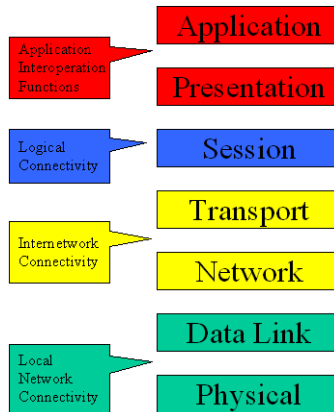 Application
Application
Interoperation
Functions
Presentation
Logical
Connectivity
Session
Transport
Internetwork
Connectivity
Network
Data Link
Local
Network
Connectivity
Physical